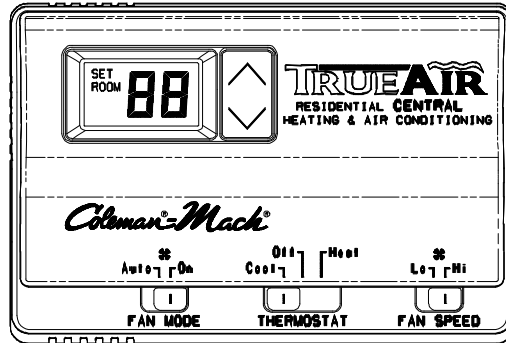 SET
ROOM
88
TRUEAIR
RESIDENTIAL CENTRAL
HEATING & AIR CONDITIONING
Coleman®-Mach®
Auto On
Cool Off Heat
Lo Hi
FAN MODE
THERMOSTAT
FAN SPEED